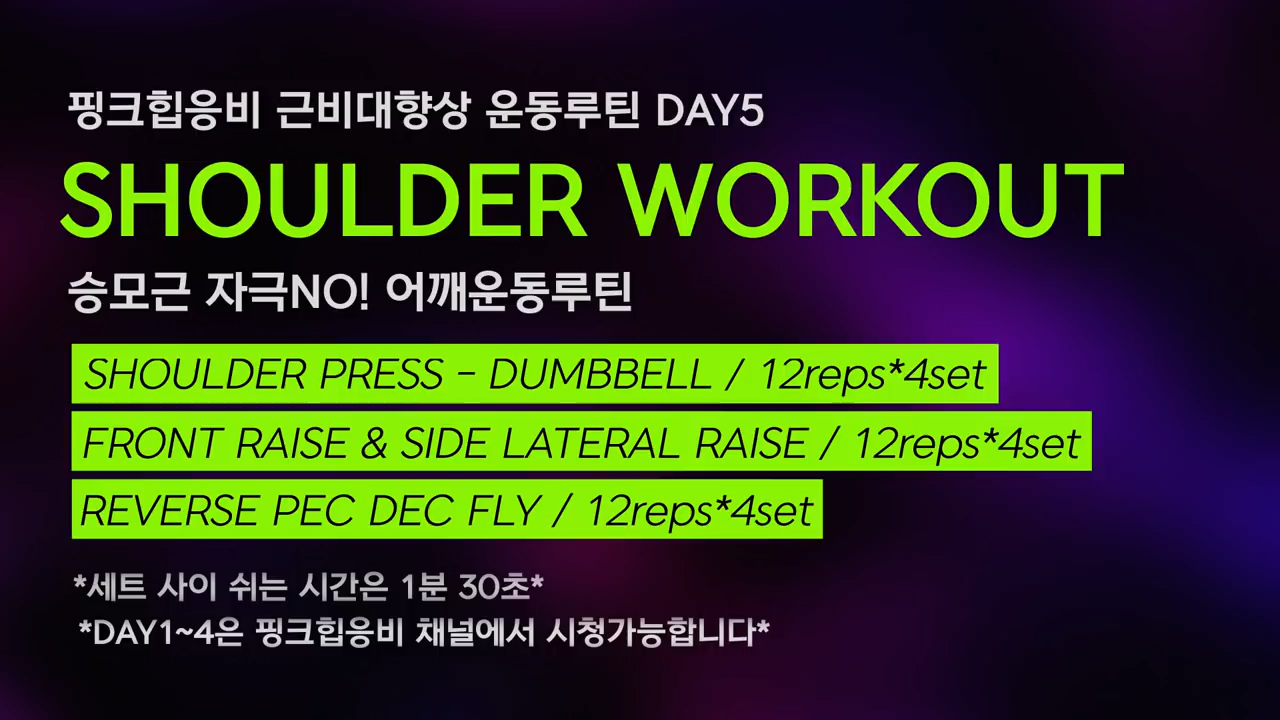 핑크힙응비 근비대향상 운동루틴 DAY5
SHOULDER WORKOUT
승모근 자극NO! 어깨운동루틴
SHOULDER PRESS - DUMBBELL / 12reps*4set
FRONT RAISE & SIDE LATERAL RAISE / 12reps*4set
REVERSE PEC DEC FLY / 12reps*4set
*세트 사이 쉬는 시간은 1분 30초*
*DAY1~4은 핑크힙응비 채널에서 시청가능합니다*